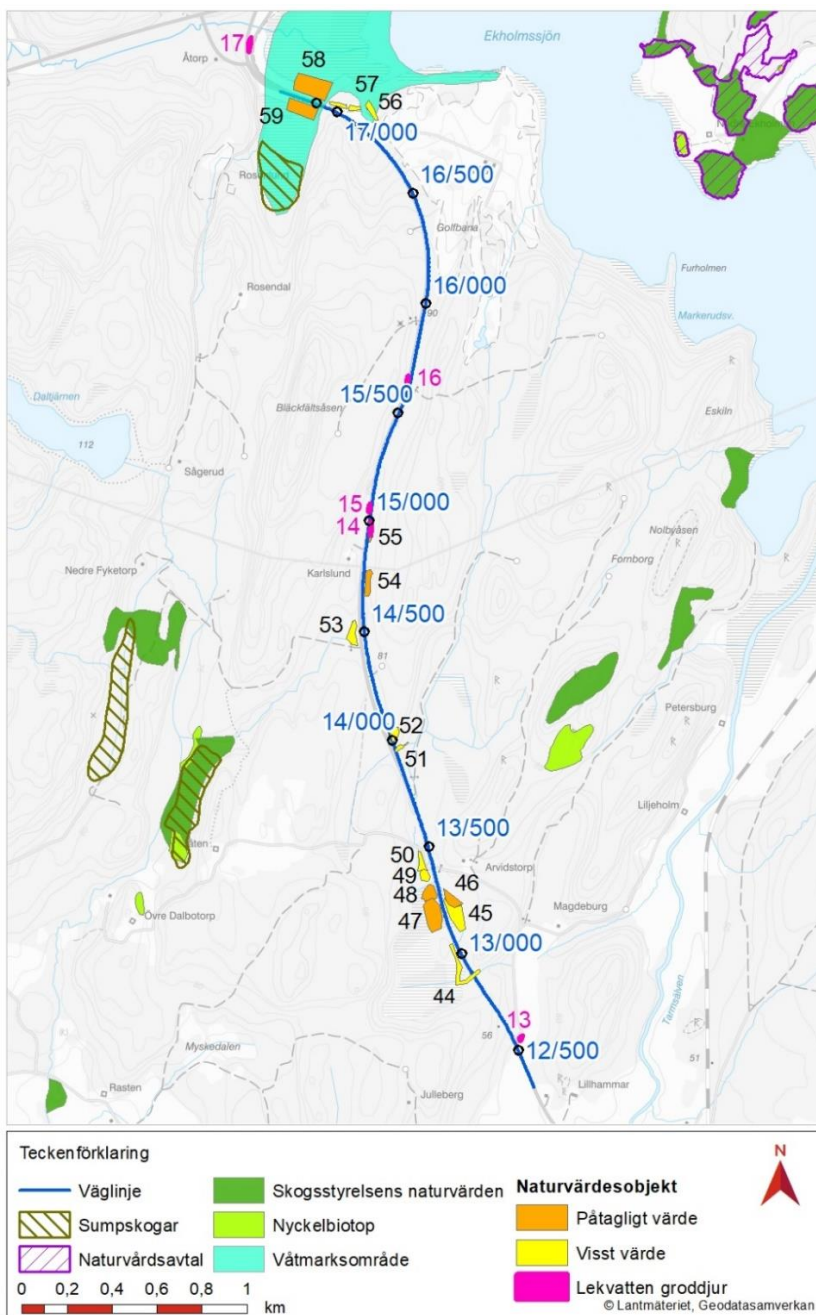 17
Åtorp
58
Ekholmssjön
57
56
59
17/000
16/500
Golfbana
Furholmen
Rosendal
16/000
Markerudsv.
90
16
15/500
Bläckfältsåsen
Daltjärnen
Eskiln
112
Sågerud
15/000
15
14
55
Nolbyåsen
Fornborg
Nedre Fyketorp
Karlslund
54
53
14/500
81
Petersburg
14/000
52
51
Liljeholm
13/500
50
Arvidstorp
49
46
48
Magdeburg
47
45
Övre Dalbotorp
13/000
44
Tarmsälven
13
56
12/500
Myskedalen
51
Rasten
Julleberg
Lillhammar
Teckenförklaring
N
Väglinje
Skogsstyrelsens naturvärden
Naturvärdesobjekt
Sumpskogar
Nyckelbiotop
Påtagligt värde
Naturvårdsavtal
Våtmarksområde
Visst värde
Lekvatten groddjur
0 0,2 0,4 0,6 0,8 1
km
© Lantmäteriet, Geodatasamverkan